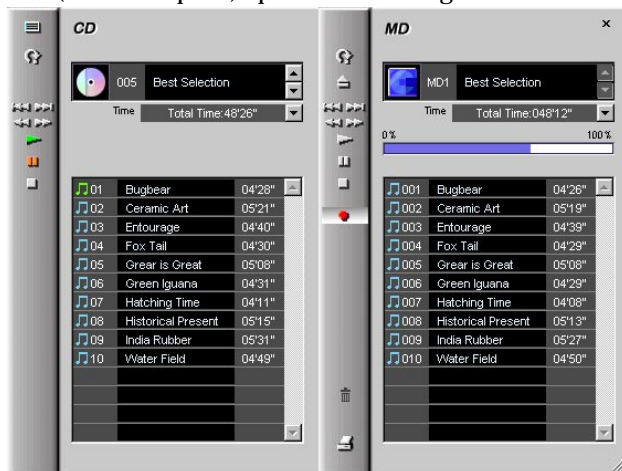 CD
005 Best Selection
Time Total Time:48'26"
01 Bugbear 04'28"
02 Ceramic Art 05'21"
03 Entourage 04'40"
04 Fox Tail 04'30"
05 Grear is Great 05'08"
06 Green Iguana 04'31"
07 Hatching Time 04'11"
08 Historical Present 05'15"
09 India Rubber 05'31"
10 Water Field 04'49"
MD
MD1 Best Selection
Time Total Time:048'12"
0% 100%
001 Bugbear 04'26"
002 Ceramic Art 05'19"
003 Entourage 04'39"
004 Fox Tail 04'29"
005 Grear is Great 05'08"
006 Green Iguana 04'29"
007 Hatching Time 04'08"
008 Historical Present 05'13"
009 India Rubber 05'27"
010 Water Field 04'50"